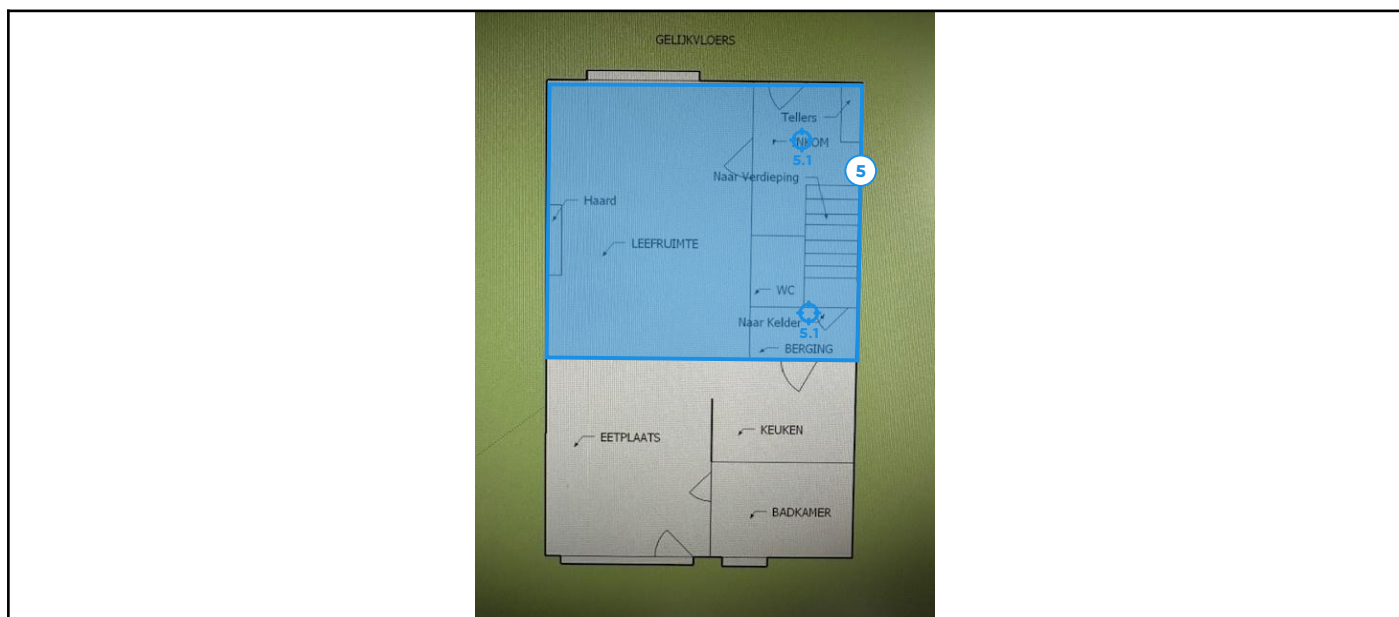 GELIJKVLOERS
Tellers
INKOM
5.1
5
Naar Verdieping
Haard
LEEFRUIMTE
WC
Naar Kelder
5.1
BERGING
EETPLAATS
KEUKEN
BADKAMER